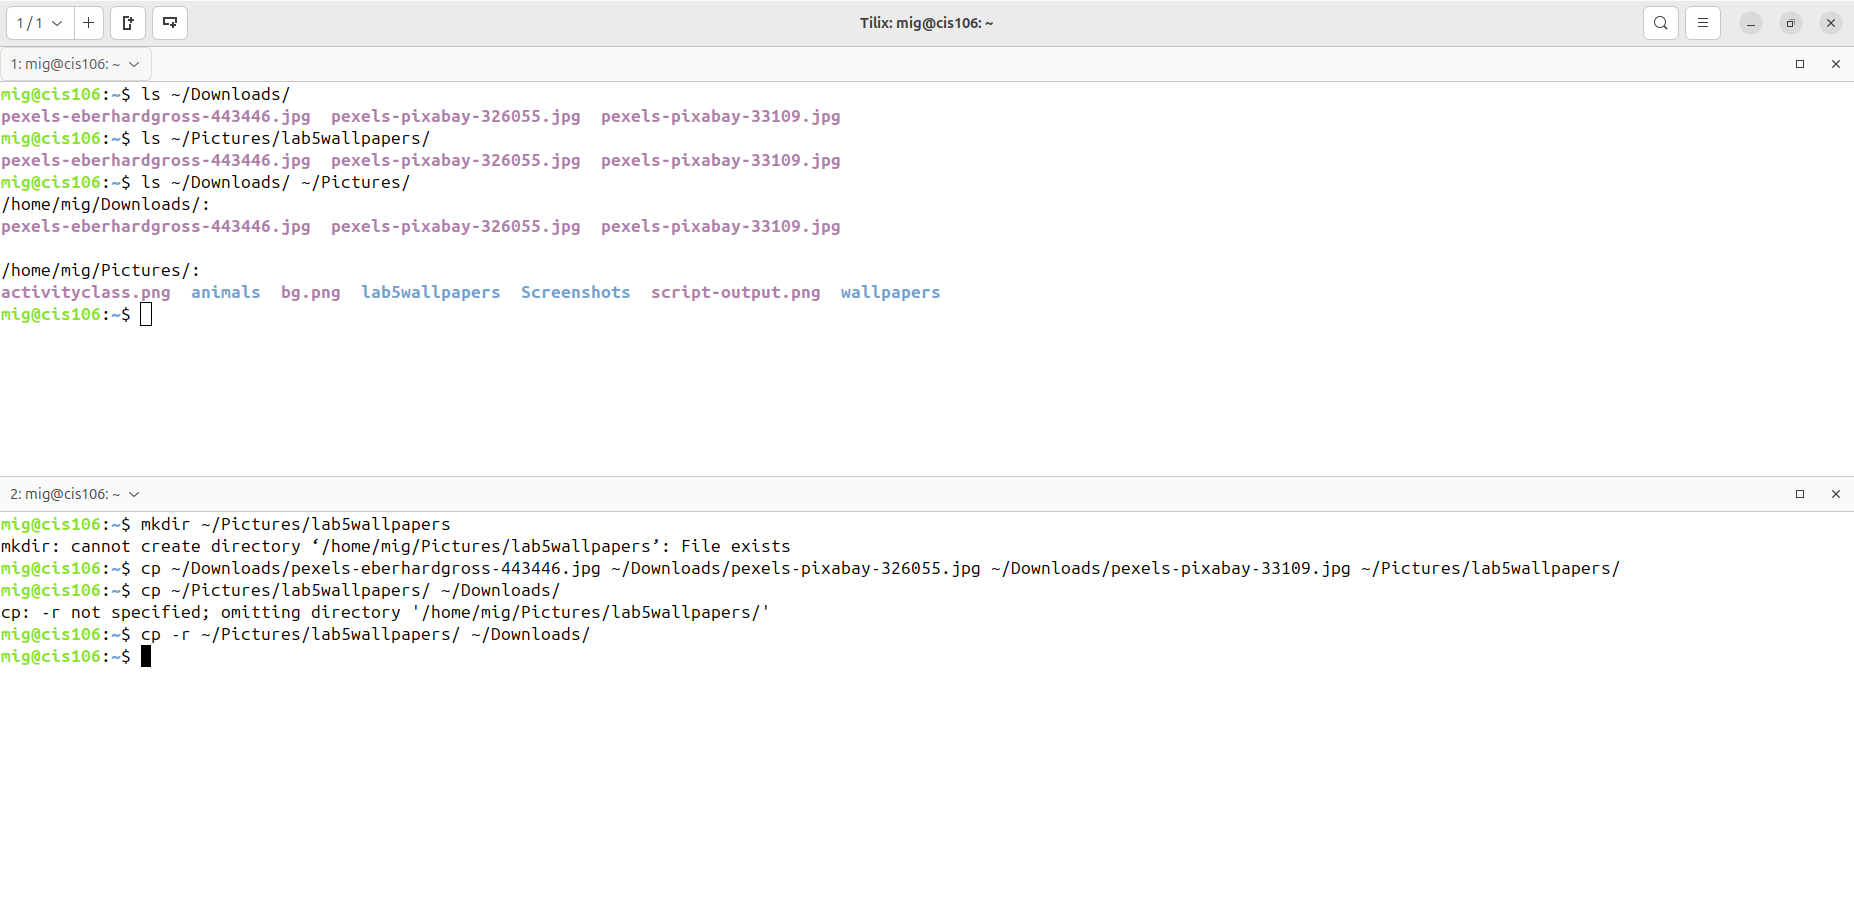 1 / 1
Tilix: mig@cis106: ~
1: mig@cis106: ~
mig@cis106:~$ ls ~/Downloads/
pexels-eberhardgross-443446.jpg  pexels-pixabay-326055.jpg  pexels-pixabay-33109.jpg
mig@cis106:~$ ls ~/Pictures/lab5wallpapers/
pexels-eberhardgross-443446.jpg  pexels-pixabay-326055.jpg  pexels-pixabay-33109.jpg
mig@cis106:~$ ls ~/Downloads/ ~/Pictures/
/home/mig/Downloads/:
pexels-eberhardgross-443446.jpg  pexels-pixabay-326055.jpg  pexels-pixabay-33109.jpg
/home/mig/Pictures/:
activityclass.png  animals  bg.png  lab5wallpapers  Screenshots  script-output.png  wallpapers
mig@cis106:~$
2: mig@cis106: ~
mig@cis106:~$ mkdir ~/Pictures/lab5wallpapers
mkdir: cannot create directory ‘/home/mig/Pictures/lab5wallpapers’: File exists
mig@cis106:~$ cp ~/Downloads/pexels-eberhardgross-443446.jpg ~/Downloads/pexels-pixabay-326055.jpg ~/Downloads/pexels-pixabay-33109.jpg ~/Pictures/lab5wallpapers/
mig@cis106:~$ cp ~/Pictures/lab5wallpapers/ ~/Downloads/
cp: -r not specified; omitting directory '/home/mig/Pictures/lab5wallpapers/'
mig@cis106:~$ cp -r ~/Pictures/lab5wallpapers/ ~/Downloads/
mig@cis106:~$